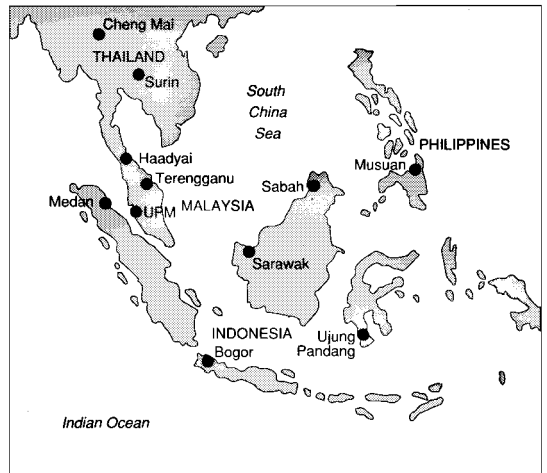 Cheng Mai
THAILAND
Surin
South
China
Sea
PHILIPPINES
Musuan
Haadyai
Terengganu
Sabah
Medan
UPM
MALAYSIA
Sarawak
INDONESIA
Ujung
Pandang
Bogor
Indian Ocean